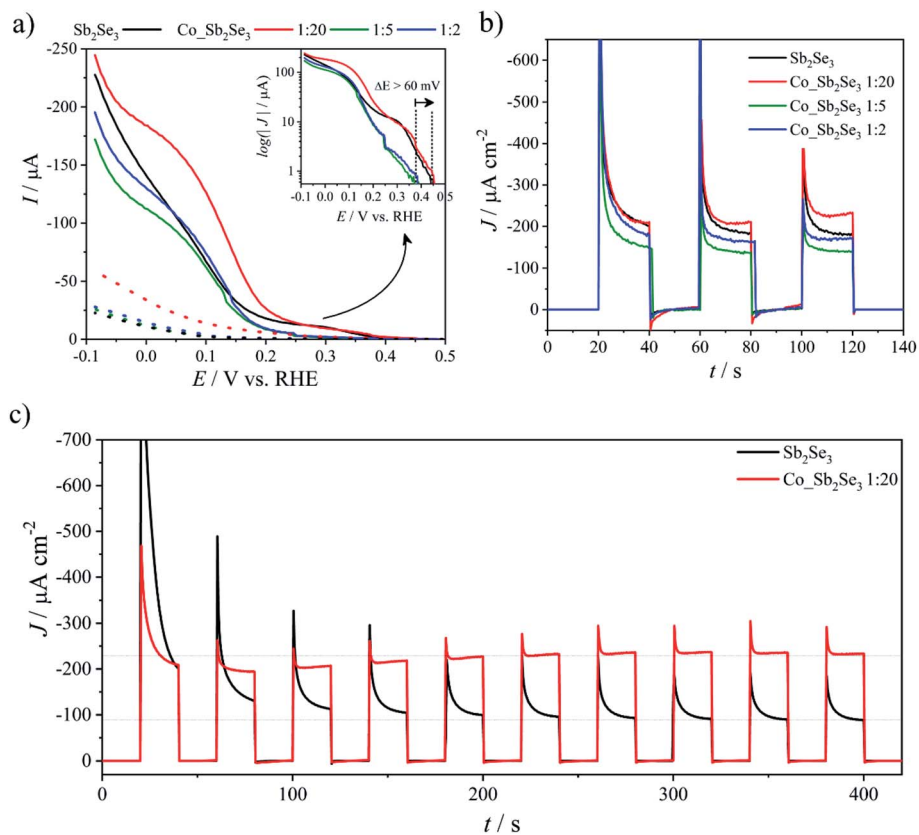 a)
Sb₂Se₃ Co_Sb₂Se₃ 1:20 1:5 1:2
-250
-200
-150
-100
-50
0
I / µA
-0.1 0.0 0.1 0.2 0.3 0.4 0.5
E / V vs. RHE
100
10
1
log(| J | / µA)
ΔE > 60 mV
-0.1 0.0 0.1 0.2 0.3 0.4 0.5
E / V vs. RHE
b)
-600
-500
-400
-300
-200
-100
0
J / µA cm⁻²
Sb₂Se₃
Co_Sb₂Se₃ 1:20
Co_Sb₂Se₃ 1:5
Co_Sb₂Se₃ 1:2
0 20 40 60 80 100 120 140
t / s
c)
-700
-600
-500
-400
-300
-200
-100
0
J / µA cm⁻²
Sb₂Se₃
Co_Sb₂Se₃ 1:20
0 100 200 300 400
t / s